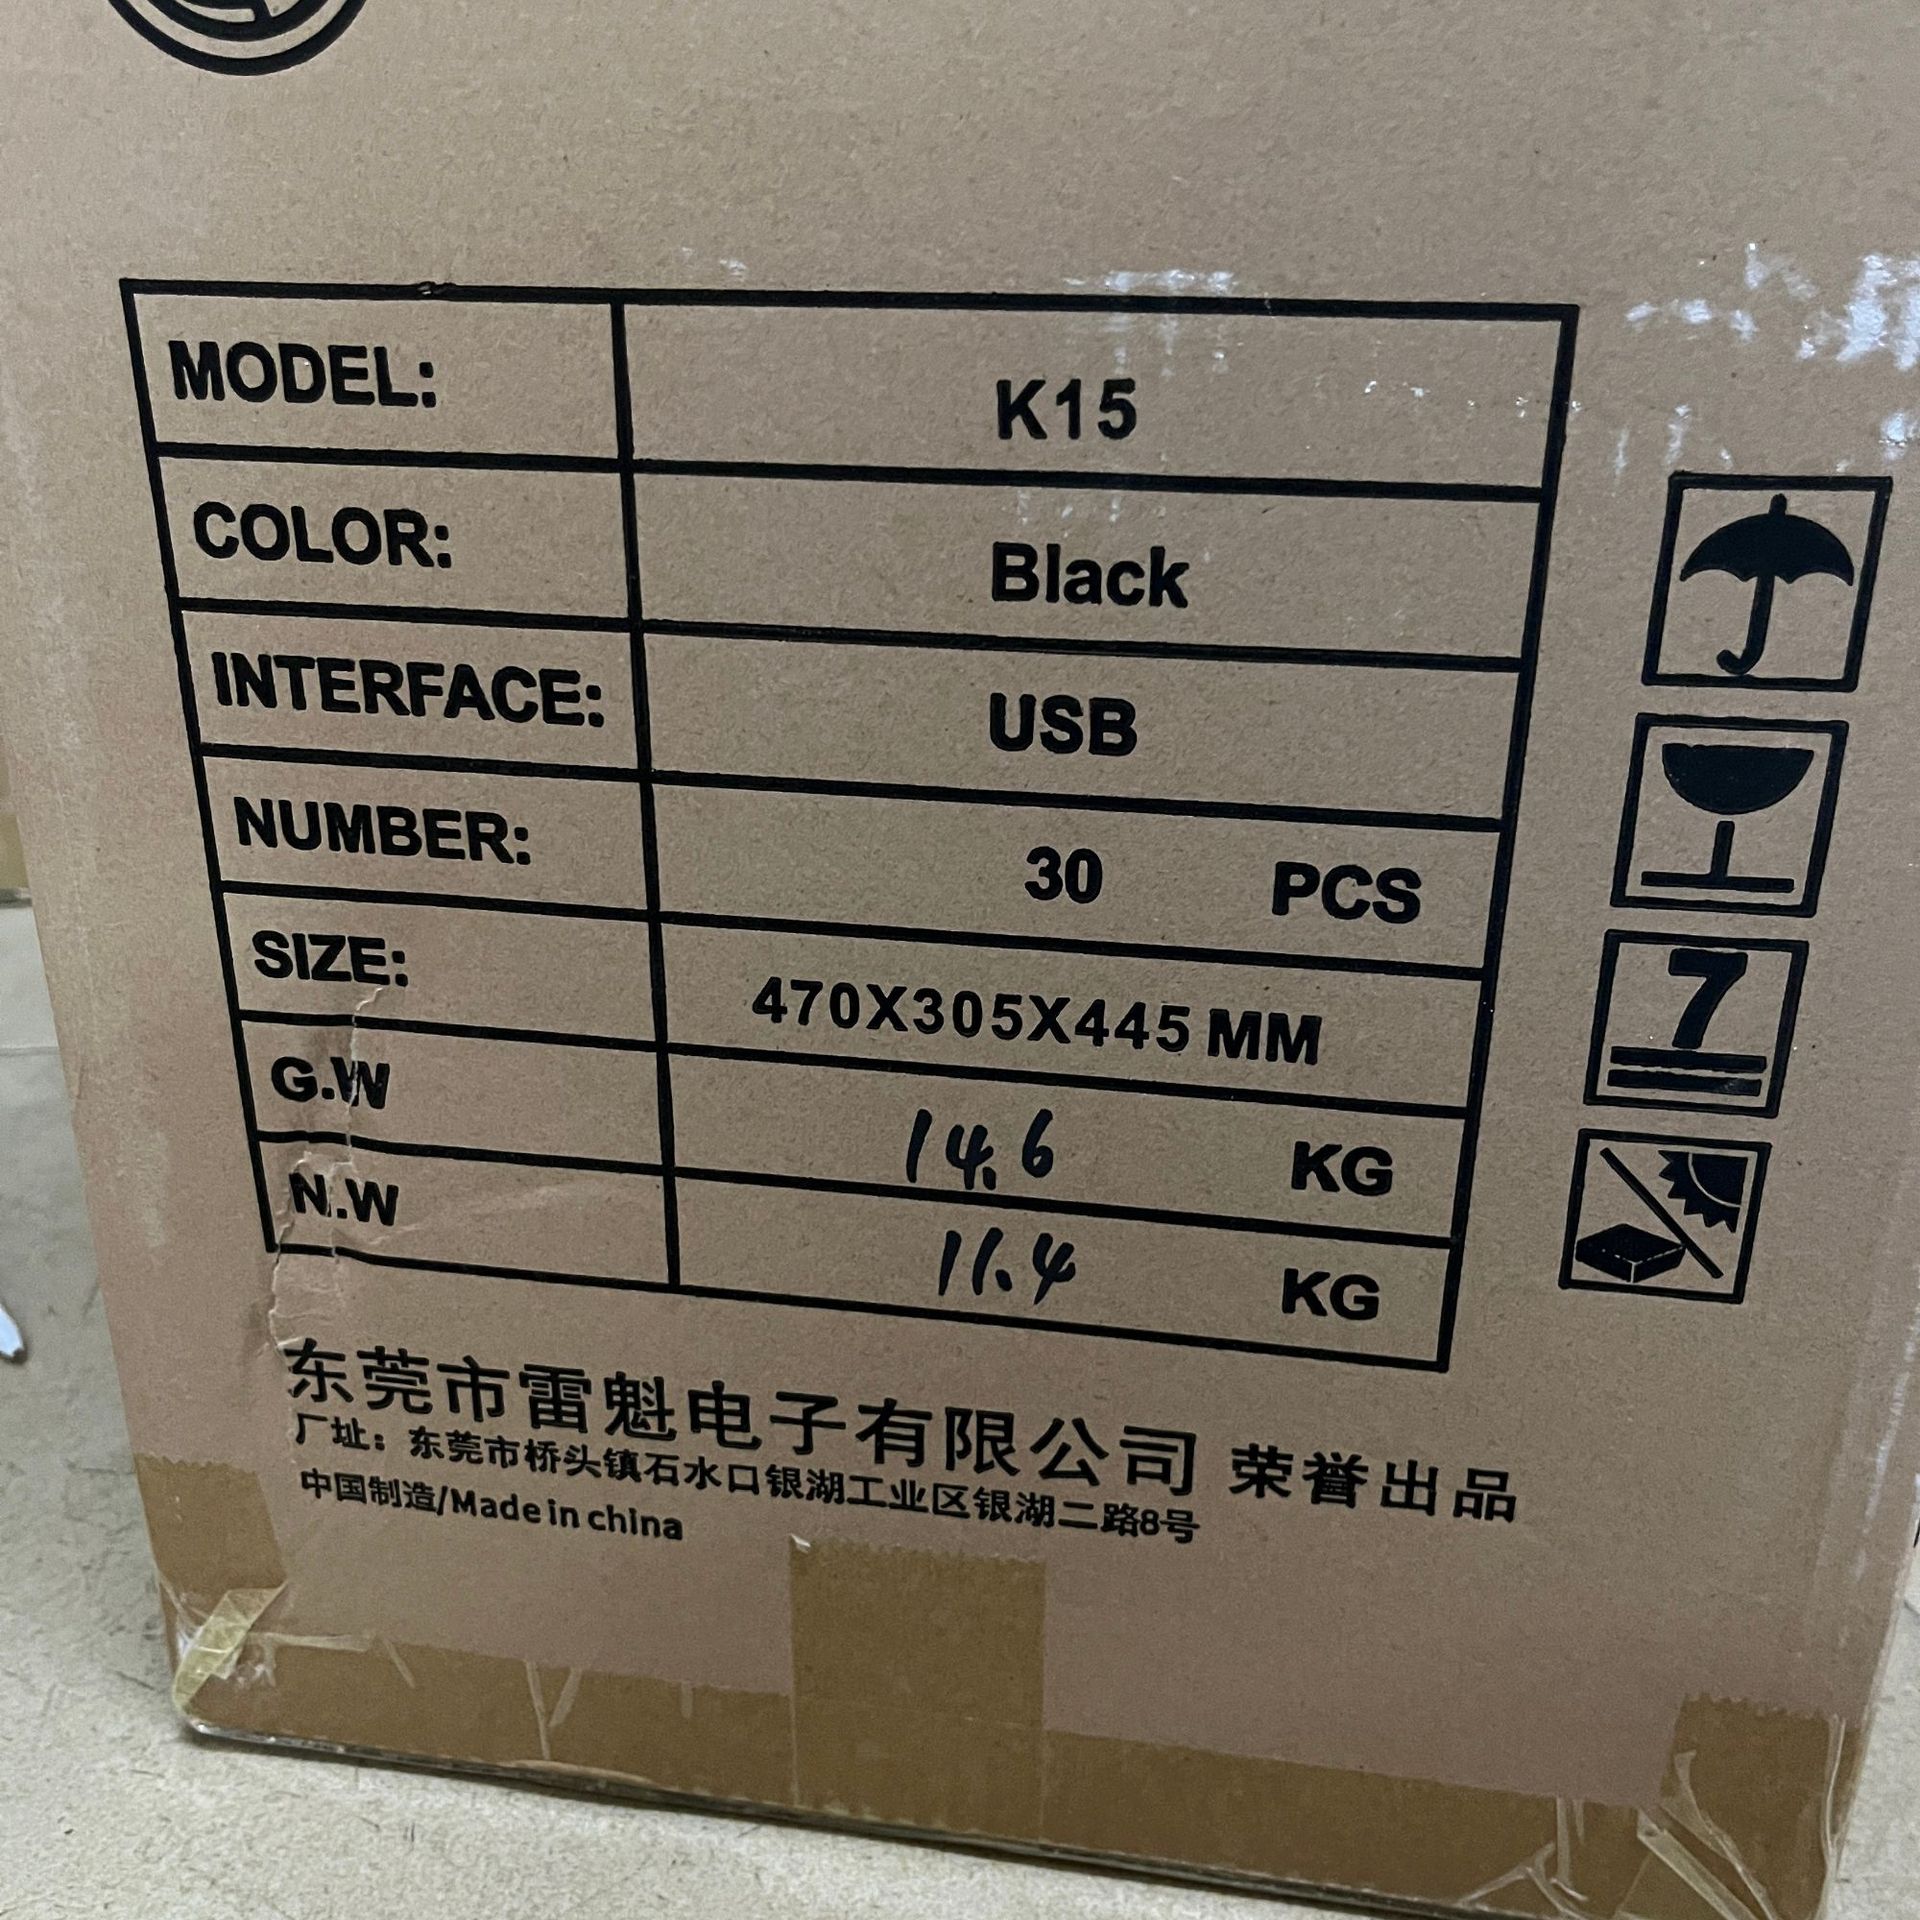 MODEL: K15
COLOR: Black
INTERFACE: USB
NUMBER: 30 PCS
SIZE: 470X305X445 MM
G.W 14.6 KG
N.W 11.4 KG
7
东莞市雷魁电子有限公司 荣誉出品
厂址：东莞市桥头镇石水口银湖工业区银湖二路8号
中国制造/Made in china